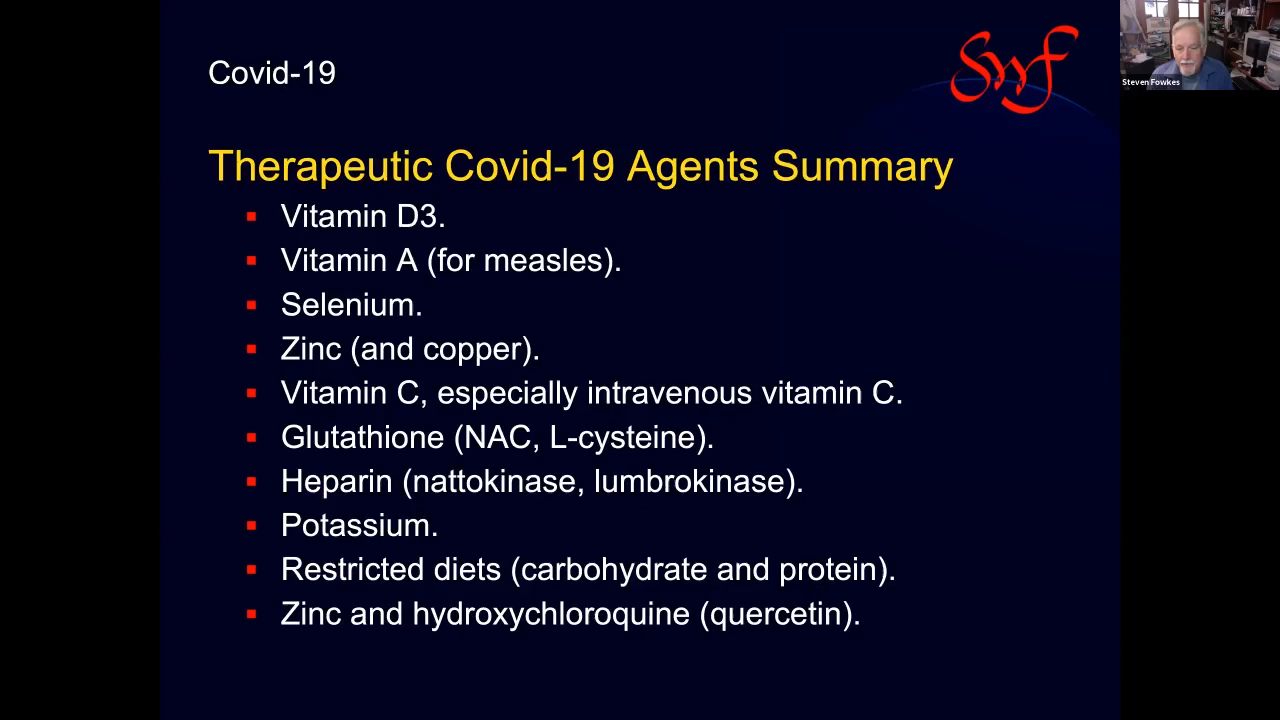 Covid-19
swf
Steven Fowkes
Therapeutic Covid-19 Agents Summary
Vitamin D3.
Vitamin A (for measles).
Selenium.
Zinc (and copper).
Vitamin C, especially intravenous vitamin C.
Glutathione (NAC, L-cysteine).
Heparin (nattokinase, lumbrokinase).
Potassium.
Restricted diets (carbohydrate and protein).
Zinc and hydroxychloroquine (quercetin).